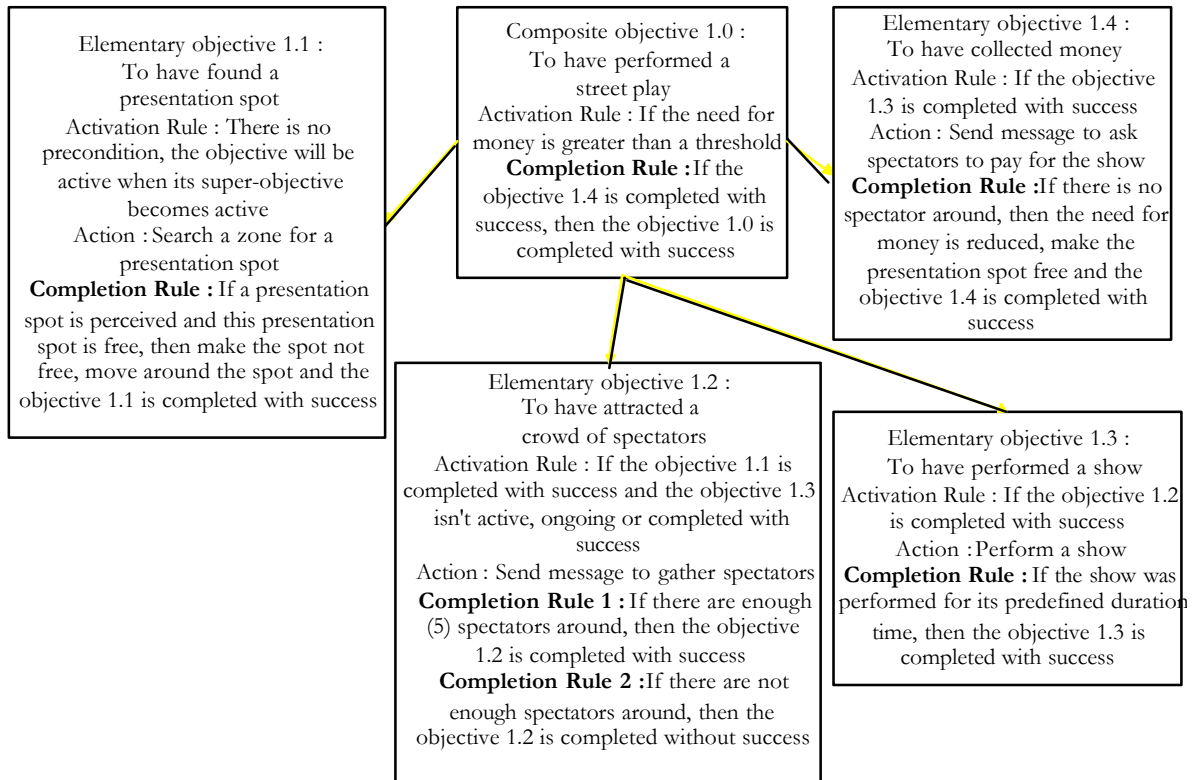 Elementary objective 1.1 :
To have found a
presentation spot
Activation Rule : There is no
precondition, the objective will be
active when its super-objective
becomes active
Action : Search a zone for a
presentation spot
Completion Rule : If a presentation
spot is perceived and this presentation
spot is free, then make the spot not
free, move around the spot and the
objective 1.1 is completed with success
Composite objective 1.0 :
To have performed a
street play
Activation Rule : If the need for
money is greater than a threshold
Completion Rule : If the
objective 1.4 is completed with
success, then the objective 1.0 is
completed with success
Elementary objective 1.4 :
To have collected money
Activation Rule : If the objective
1.3 is completed with success
Action : Send message to ask
spectators to pay for the show
Completion Rule : If there is no
spectator around, then the need for
money is reduced, make the
presentation spot free and the
objective 1.4 is completed with
success
Elementary objective 1.2 :
To have attracted a
crowd of spectators
Activation Rule : If the objective 1.1 is
completed with success and the objective 1.3
isn't active, ongoing or completed with
success
Action : Send message to gather spectators
Completion Rule 1 : If there are enough
(5) spectators around, then the objective
1.2 is completed with success
Completion Rule 2 : If there are not
enough spectators around, then the
objective 1.2 is completed without success
Elementary objective 1.3 :
To have performed a show
Activation Rule : If the objective 1.2
is completed with success
Action : Perform a show
Completion Rule : If the show was
performed for its predefined duration
time, then the objective 1.3 is
completed with success